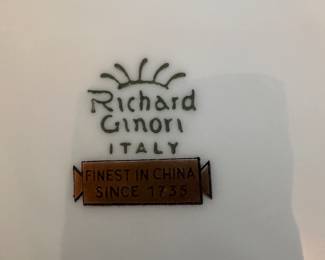 Richard
Ginori
ITALY
FINEST IN CHINA
SINCE 1735